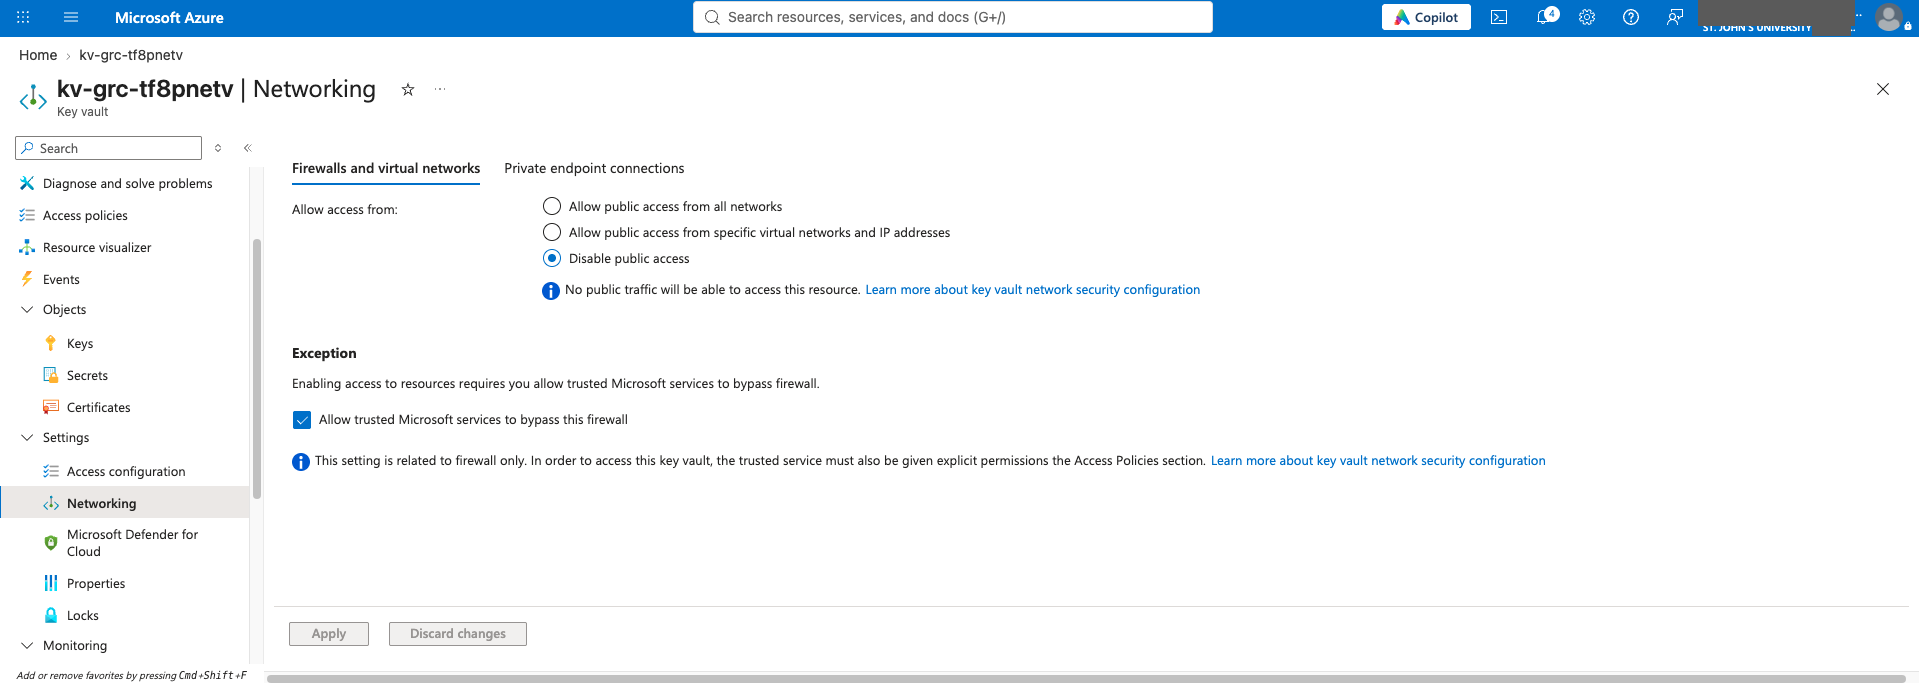 Microsoft Azure
Search resources, services, and docs (G+/)
Copilot
4
ST. JOHN'S UNIVERSITY
Home > kv-grc-tf8pnetv
kv-grc-tf8pnetv | Networking
Key vault
Search
Diagnose and solve problems
Access policies
Resource visualizer
Events
Objects
Keys
Secrets
Certificates
Settings
Access configuration
Networking
Microsoft Defender for
Cloud
Properties
Locks
Monitoring
Add or remove favorites by pressing Cmd+Shift+F
Firewalls and virtual networks
Private endpoint connections
Allow access from:
Allow public access from all networks
Allow public access from specific virtual networks and IP addresses
Disable public access
No public traffic will be able to access this resource. Learn more about key vault network security configuration
Exception
Enabling access to resources requires you allow trusted Microsoft services to bypass firewall.
Allow trusted Microsoft services to bypass this firewall
This setting is related to firewall only. In order to access this key vault, the trusted service must also be given explicit permissions the Access Policies section. Learn more about key vault network security configuration
Apply
Discard changes